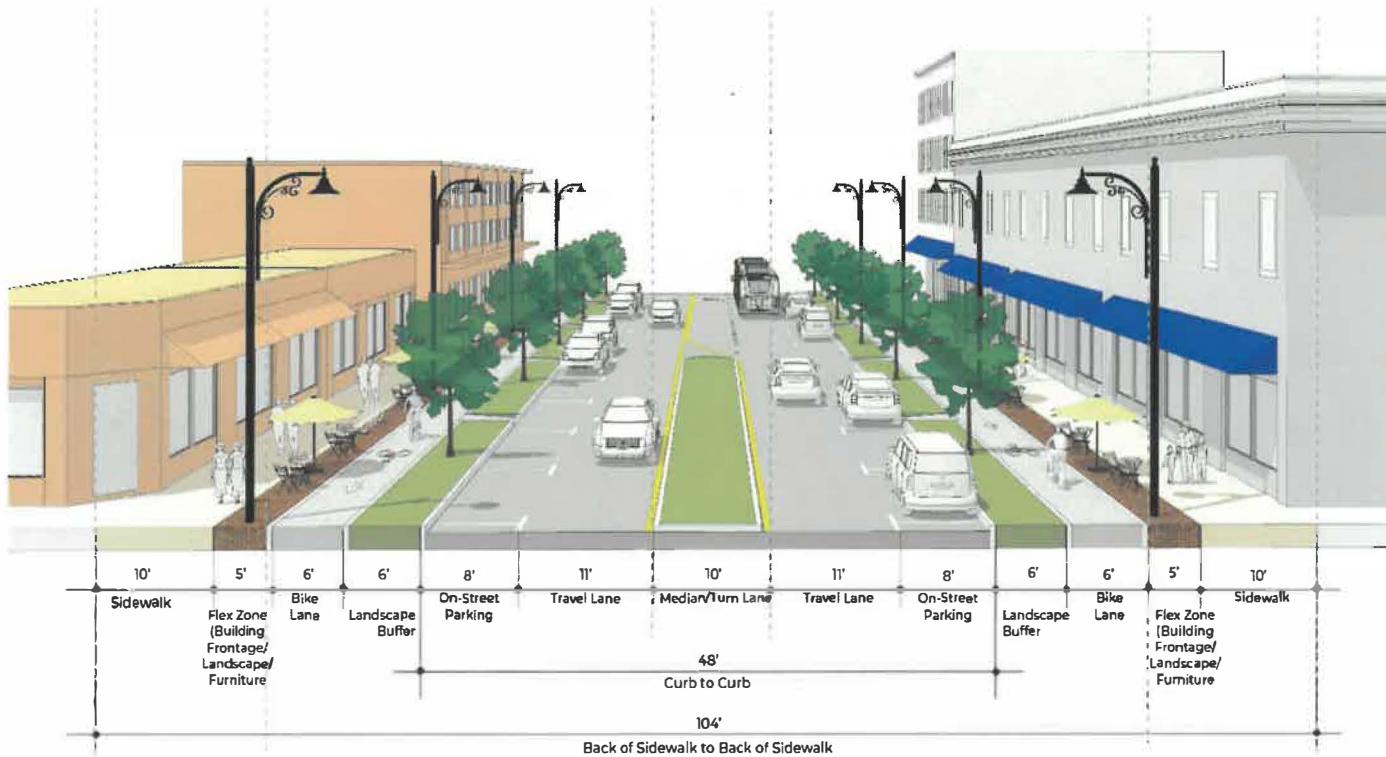 10' 5' 6' 6' 8' 11' 10' 11' 8' 6' 6' 5' 10'
Sidewalk
Flex Zone
(Building
Frontage/
Landscape/
Furniture
Bike
Lane
Landscape
Buffer
On-Street
Parking
Travel Lane
Median/Turn Lane
Travel Lane
On-Street
Parking
Landscape
Buffer
Bike
Lane
Flex Zone
(Building
Frontage/
Landscape/
Furniture
Sidewalk
48'
Curb to Curb
104'
Back of Sidewalk to Back of Sidewalk